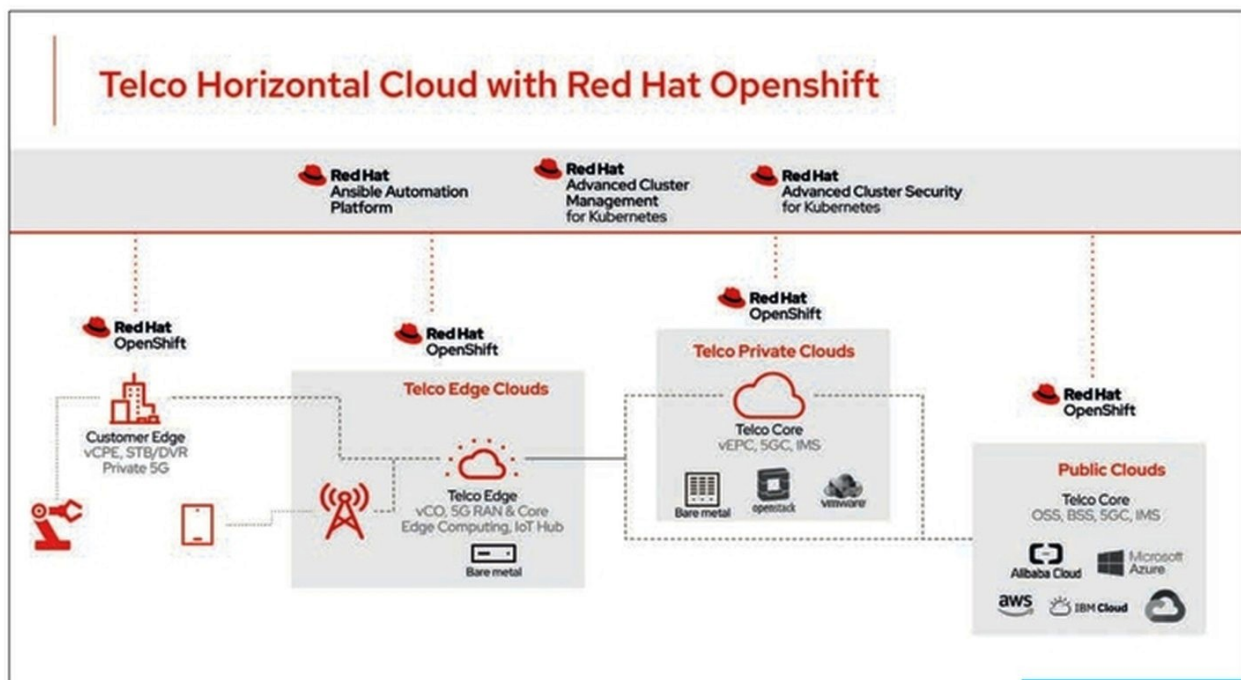 Telco Horizontal Cloud with Red Hat Openshift
Red Hat
Ansible Automation
Platform
Red Hat
Advanced Cluster
Management
for Kubernetes
Red Hat
Advanced Cluster Security
for Kubernetes
Red Hat
OpenShift
Customer Edge
vCPE, STB/DVR
Private 5G
Red Hat
OpenShift
Telco Edge Clouds
Telco Edge
vCO, 5G RAN & Core
Edge Computing, IoT Hub
Bare metal
Red Hat
OpenShift
Telco Private Clouds
Telco Core
vEPC, 5GC, IMS
Bare metal
openstack
vmware
Red Hat
OpenShift
Public Clouds
Telco Core
OSS, BSS, 5GC, IMS
Alibaba Cloud
Microsoft
Azure
aws
IBM Cloud